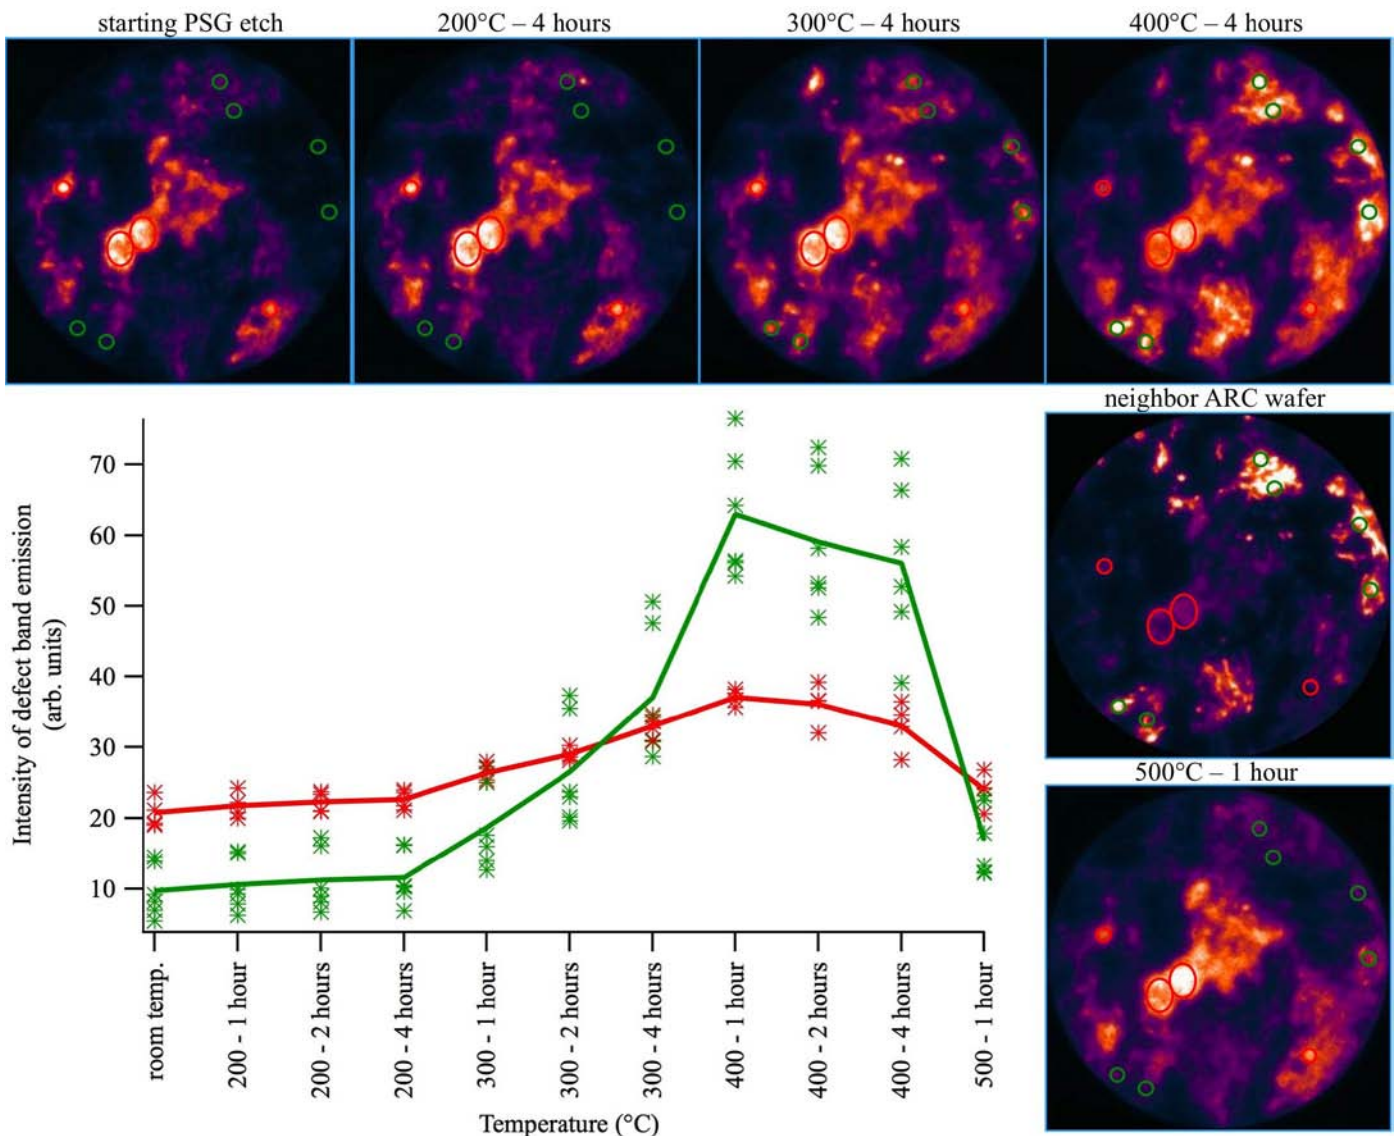 starting PSG etch
200°C – 4 hours
300°C – 4 hours
400°C – 4 hours
neighbor ARC wafer
500°C – 1 hour
Intensity of defect band emission
(arb. units)
70
60
50
40
30
20
10
room temp.
200 - 1 hour
200 - 2 hours
200 - 4 hours
300 - 1 hour
300 - 2 hours
300 - 4 hours
400 - 1 hour
400 - 2 hours
400 - 4 hours
500 - 1 hour
Temperature (°C)